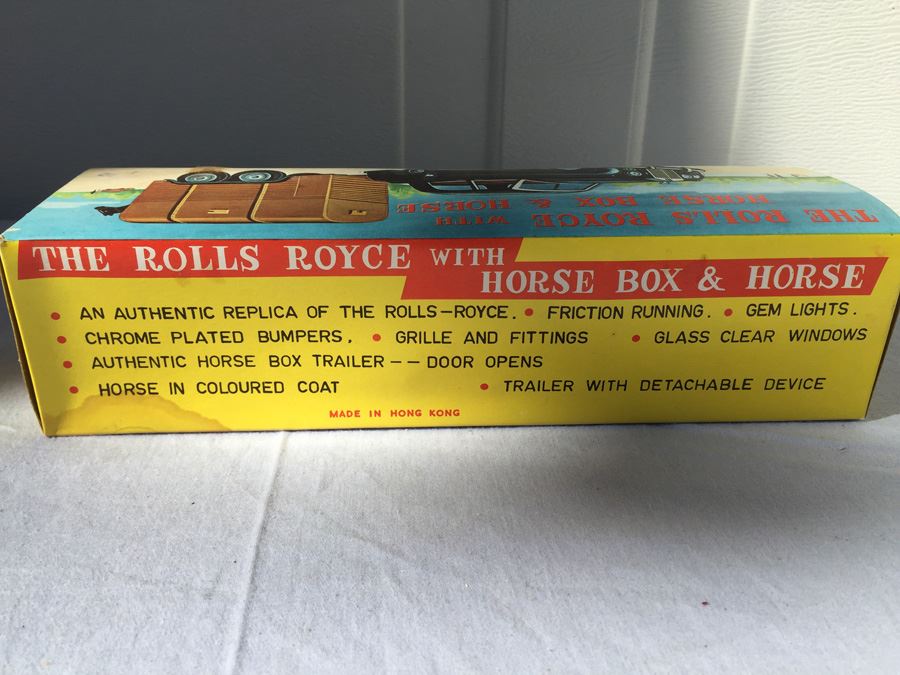 THE ROLLS ROYCE WITH
HORSE BOX & HORSE
THE ROLLS ROYCE WITH
HORSE BOX & HORSE
• AN AUTHENTIC REPLICA OF THE ROLLS-ROYCE. • FRICTION RUNNING. • GEM LIGHTS.
• CHROME PLATED BUMPERS. • GRILLE AND FITTINGS • GLASS CLEAR WINDOWS
• AUTHENTIC HORSE BOX TRAILER -- DOOR OPENS
• HORSE IN COLOURED COAT • TRAILER WITH DETACHABLE DEVICE
MADE IN HONG KONG